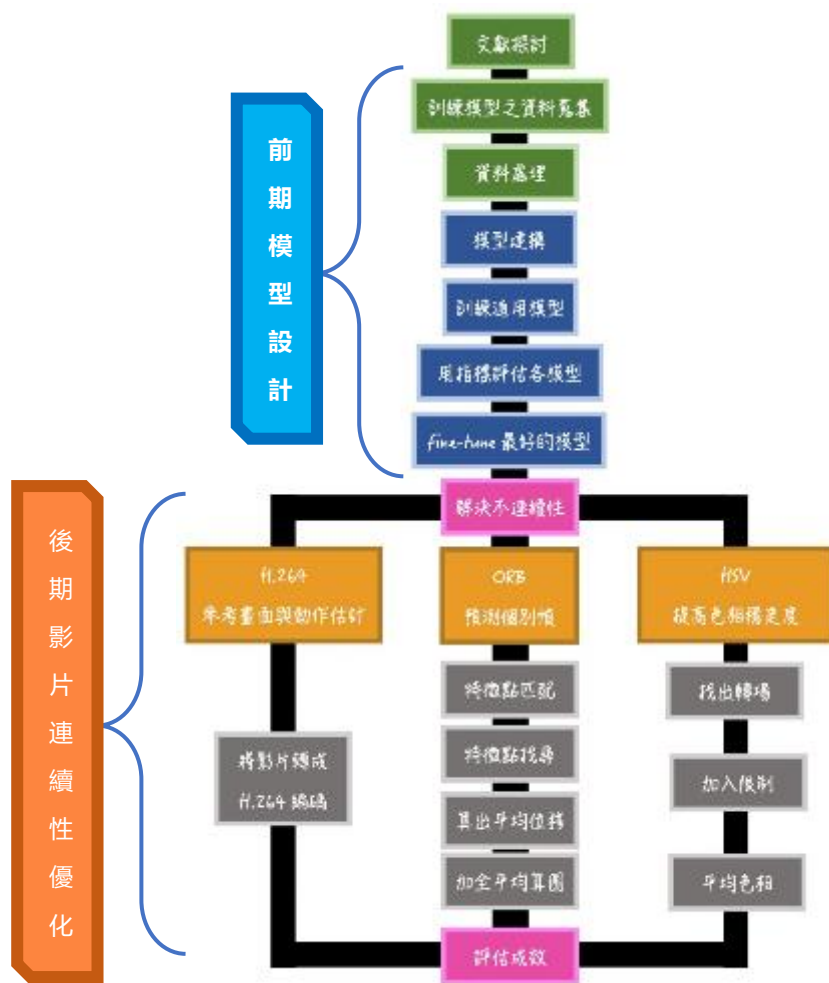 文獻探討
訓練模型之資料蒐集
資料處理
模型建構
訓練適用模型
用指標評估各模型
fine-tune 最好的模型
前期模型設計
解決不連續性
H.264
參考畫面與動作估計
ORB
預測個別幀
HSV
提高色相穩定度
將影片轉成
H.264 編碼
特徵點匹配
特徵點找尋
算出平均位移
加全平均算圖
找出轉場
加入限制
平均色相
後期影片連續性優化
評估成效